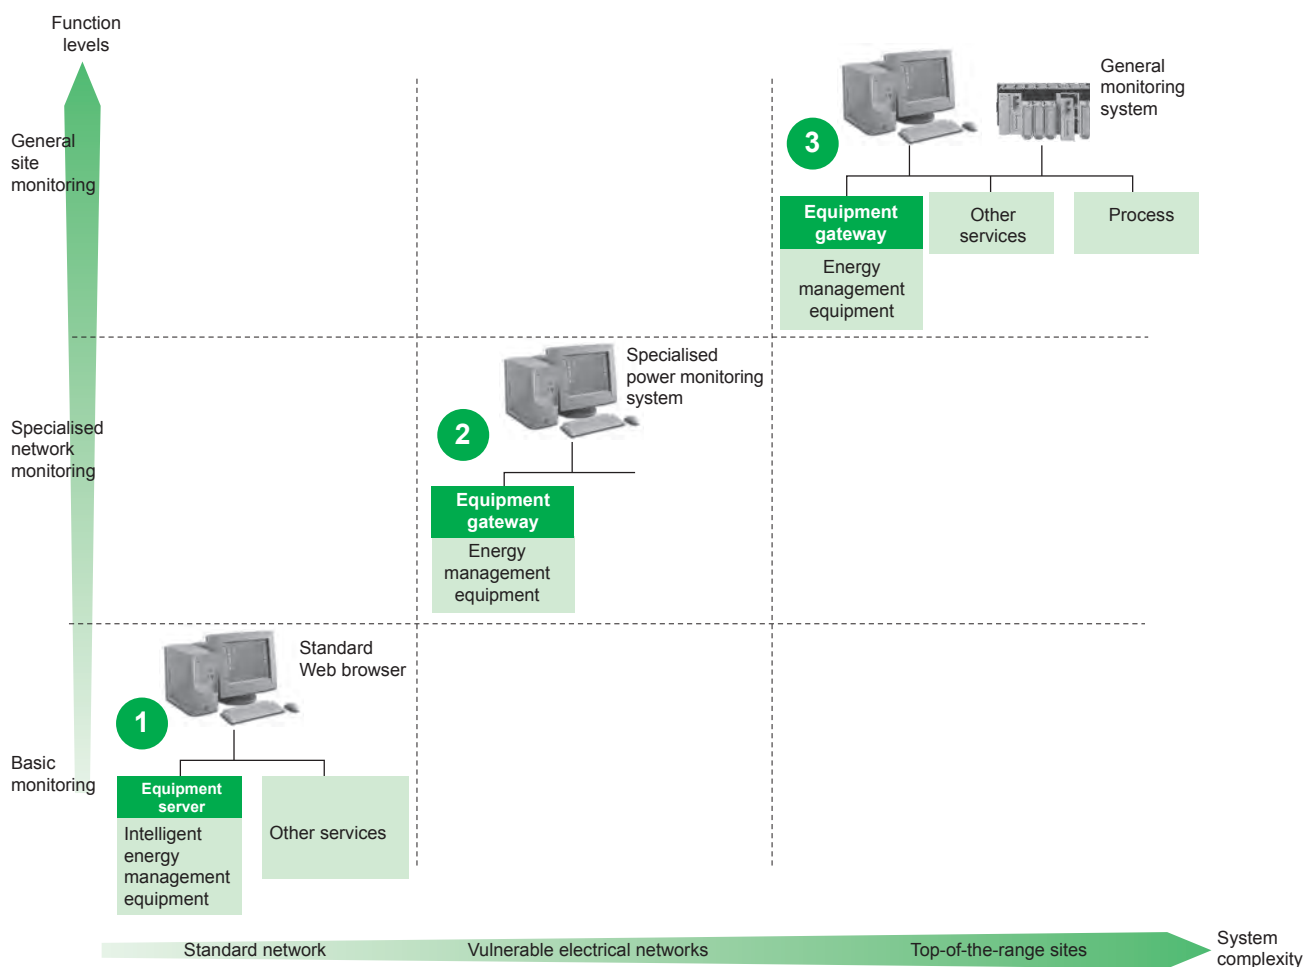 Function
levels
General
site
monitoring
3
General
monitoring
system
Equipment
gateway
Energy
management
equipment
Other
services
Process
Specialised
network
monitoring
2
Specialised
power monitoring
system
Equipment
gateway
Energy
management
equipment
Basic
monitoring
1
Standard
Web browser
Equipment
server
Intelligent
energy
management
equipment
Other services
Standard network
Vulnerable electrical networks
Top-of-the-range sites
System
complexity